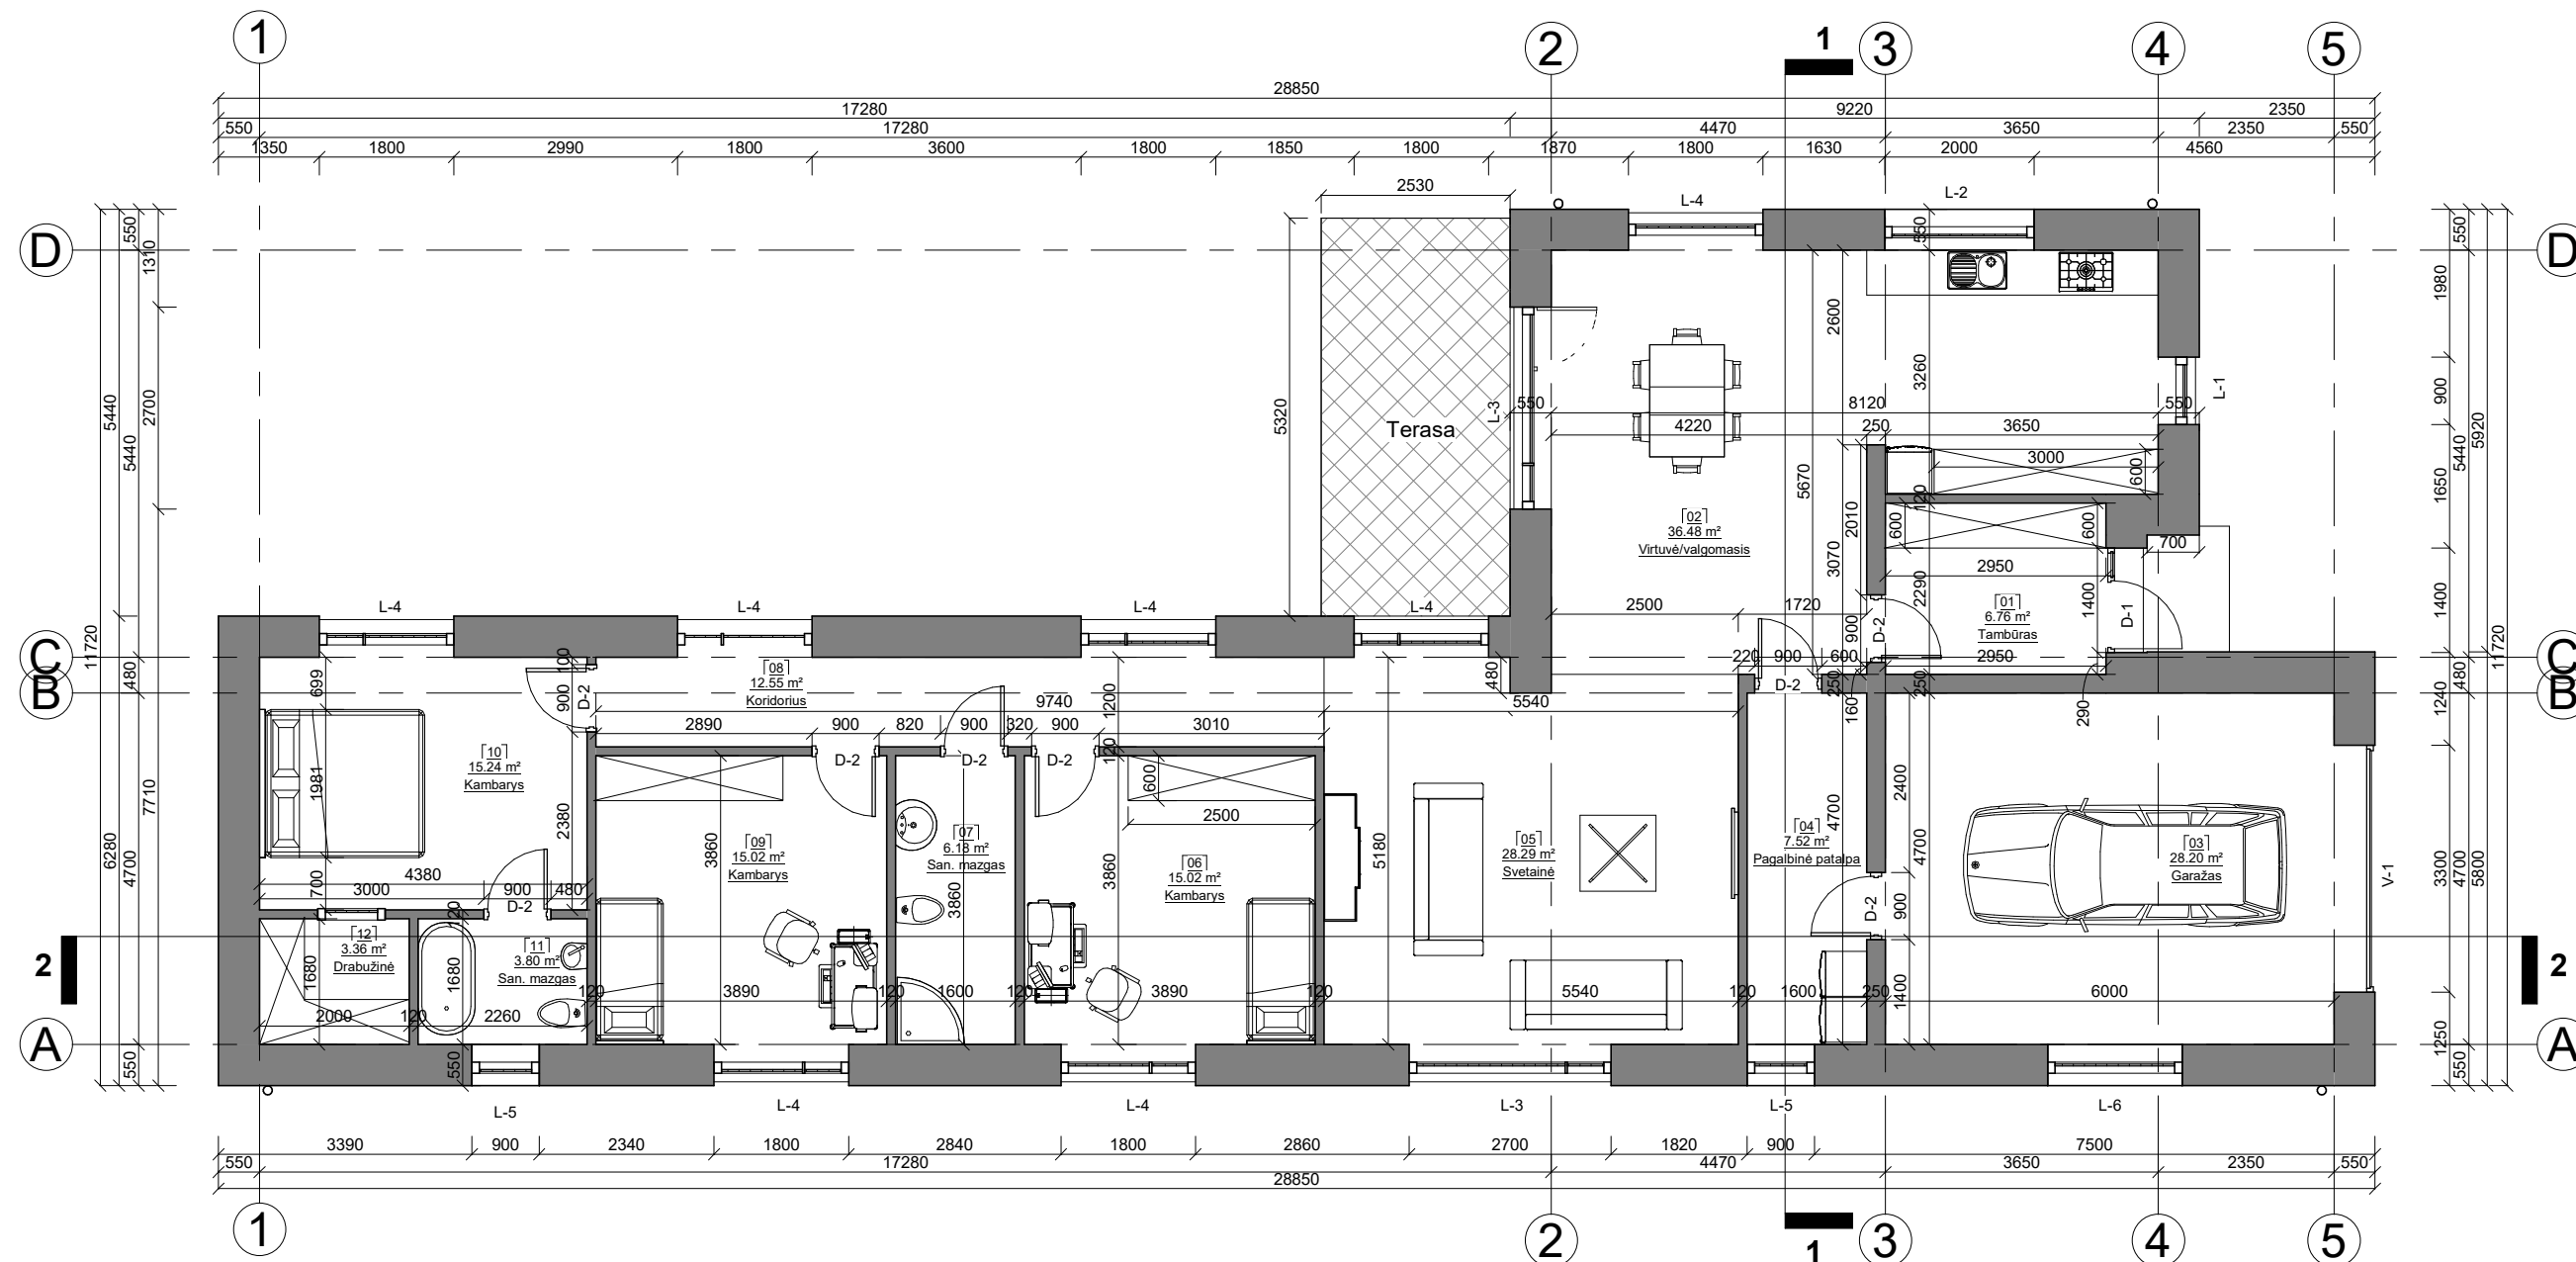 1 2 3 4 5
1
28850
17280 9220 2350
550 17280 4470 3650 2350 550
1350 1800 2990 1800 3600 1800 1850 1800 1870 1800 1630 2000 4560
2530
L-4 L-2
D D
550 1310 550 550
2600 1980
2700 3260 900
5440 5440 5320 Terasa L-3 550 8120 550 L-1
4220 250 3650
3000 600
5670 2010 120 1650 5440 5920
600 600
02
36.48 m²
Virtuvė/valgomasis
700
2950
3070 2290 1400 1400
01
6.76 m²
Tambūras
D-1
2500 1720
L-4 L-4 L-4 L-4
900 D-2
11720 11720
C C
B B
480 480 480 1240
220 900 600 2950
D-2
250 250 160 290
699 100 900 D-2
08
12.55 m²
Koridorius
9740 1200 5540
2890 900 820 900 320 900 3010
120
D-2 D-2 D-2
10
15.24 m²
Kambarys
1981 2380 600 2500
2400
7710 6280 4700
09
15.02 m²
Kambarys
3860
07
6.18 m²
San. mazgas
3860
06
15.02 m²
Kambarys
3860 5180
05
28.29 m²
Svetainė
04
7.52 m²
Pagalbinė patalpa
4700 4700
03
28.20 m²
Garažas
V-1
3300 4700 5800
4380
700 3000 900 480
120 D-2
900 D-2
12
3.36 m²
Drabužinė
11
3.80 m²
San. mazgas
1680 1680
2 2
120 3890 120 1600 120 3890 120 5540 120 1600 250 6000
1400
2000 120 2260
A A
550 550 1250 550
L-5 L-4 L-4 L-3 L-5 L-6
3390 900 2340 1800 2840 1800 2860 2700 1820 900 7500
550 17280 4470 3650 2350 550
28850
1 2 3 4 5
1